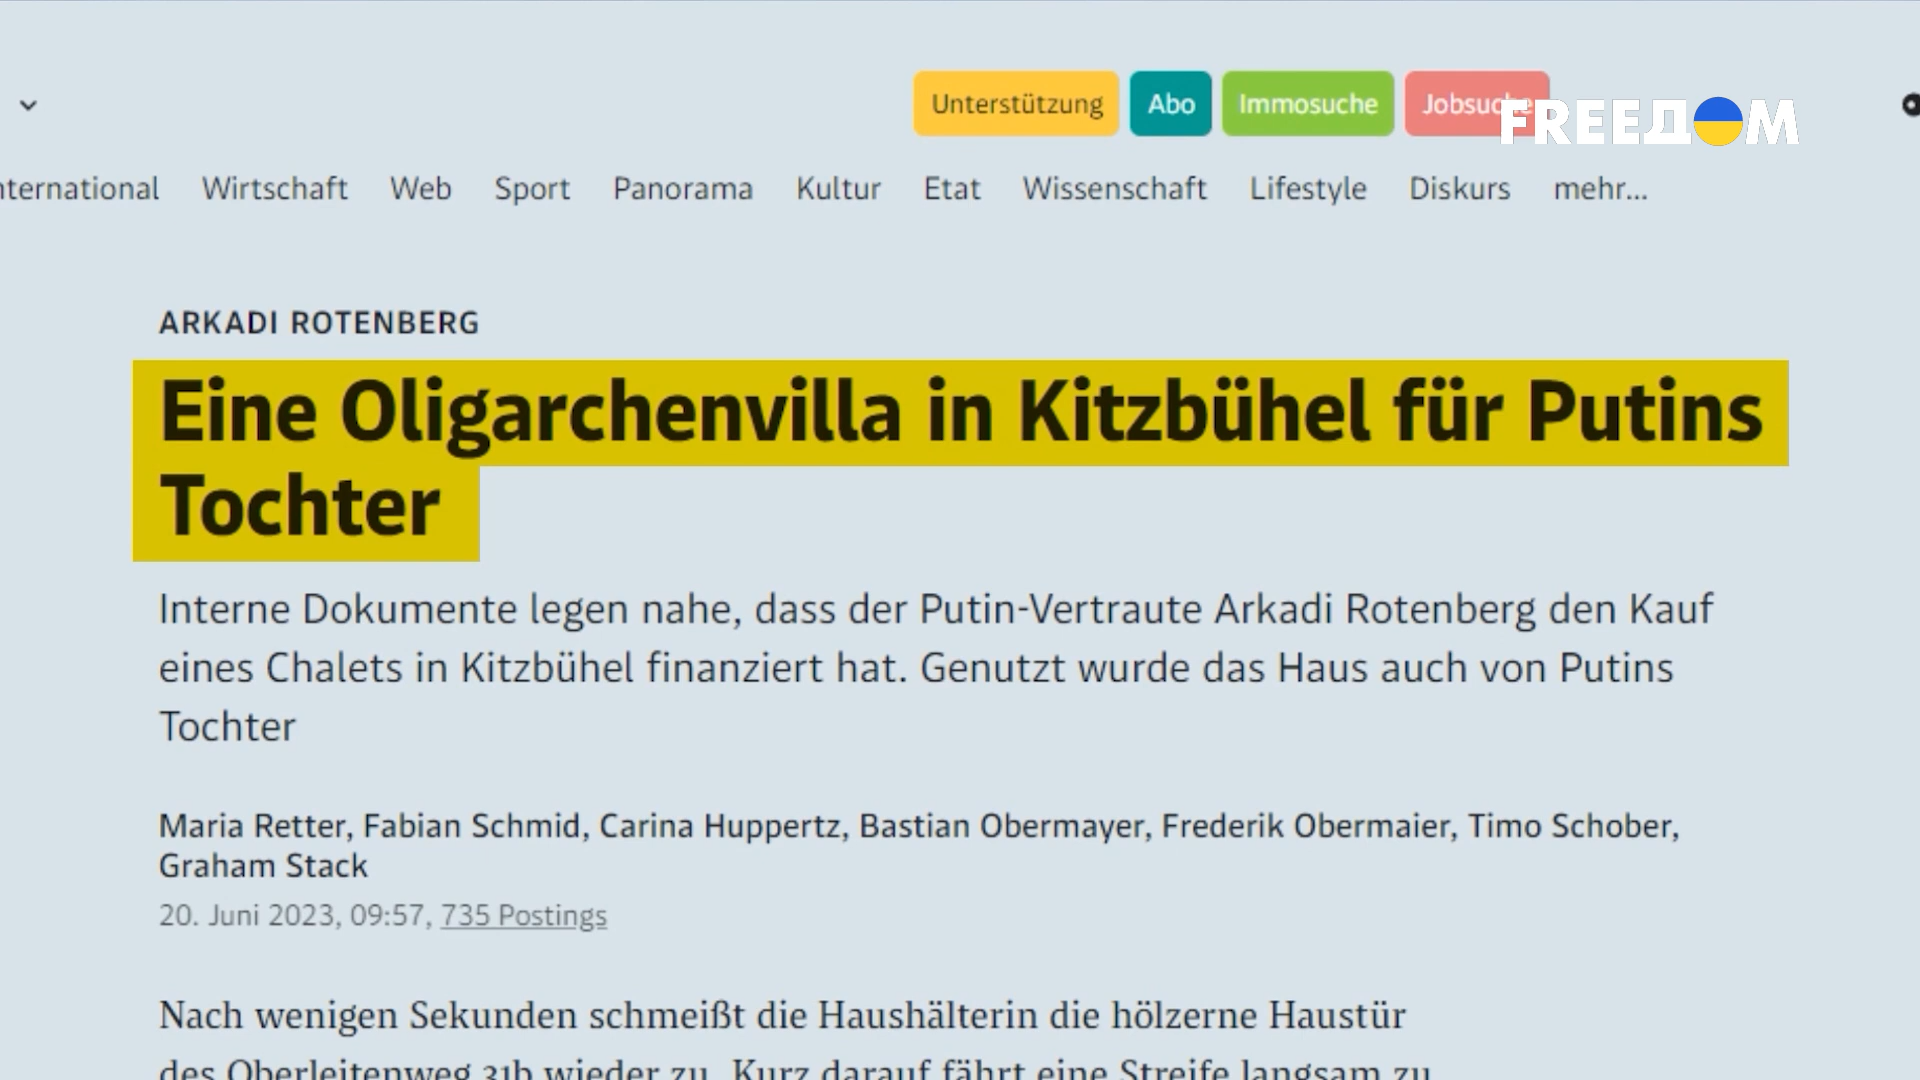 Unterstützung Abo Immosuche Jobsuche
FREEДOM
nternational Wirtschaft Web Sport Panorama Kultur Etat Wissenschaft Lifestyle Diskurs mehr...
ARKADI ROTENBERG
Eine Oligarchenvilla in Kitzbühel für Putins
Tochter
Interne Dokumente legen nahe, dass der Putin-Vertraute Arkadi Rotenberg den Kauf
eines Chalets in Kitzbühel finanziert hat. Genutzt wurde das Haus auch von Putins
Tochter
Maria Retter, Fabian Schmid, Carina Huppertz, Bastian Obermayer, Frederik Obermaier, Timo Schober,
Graham Stack
20. Juni 2023, 09:57, 735 Postings
Nach wenigen Sekunden schmeißt die Haushälterin die hölzerne Haustür
des Oberleitenweg 31b wieder zu. Kurz darauf fährt eine Streife langsam zu